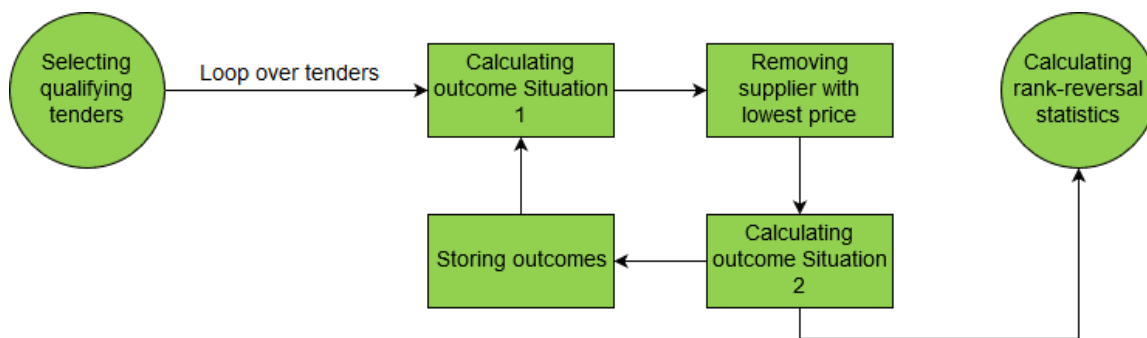 Selecting
qualifying
tenders
Loop over tenders
Calculating
outcome Situation
1
Removing
supplier with
lowest price
Calculating
rank-reversal
statistics
Storing outcomes
Calculating
outcome Situation
2